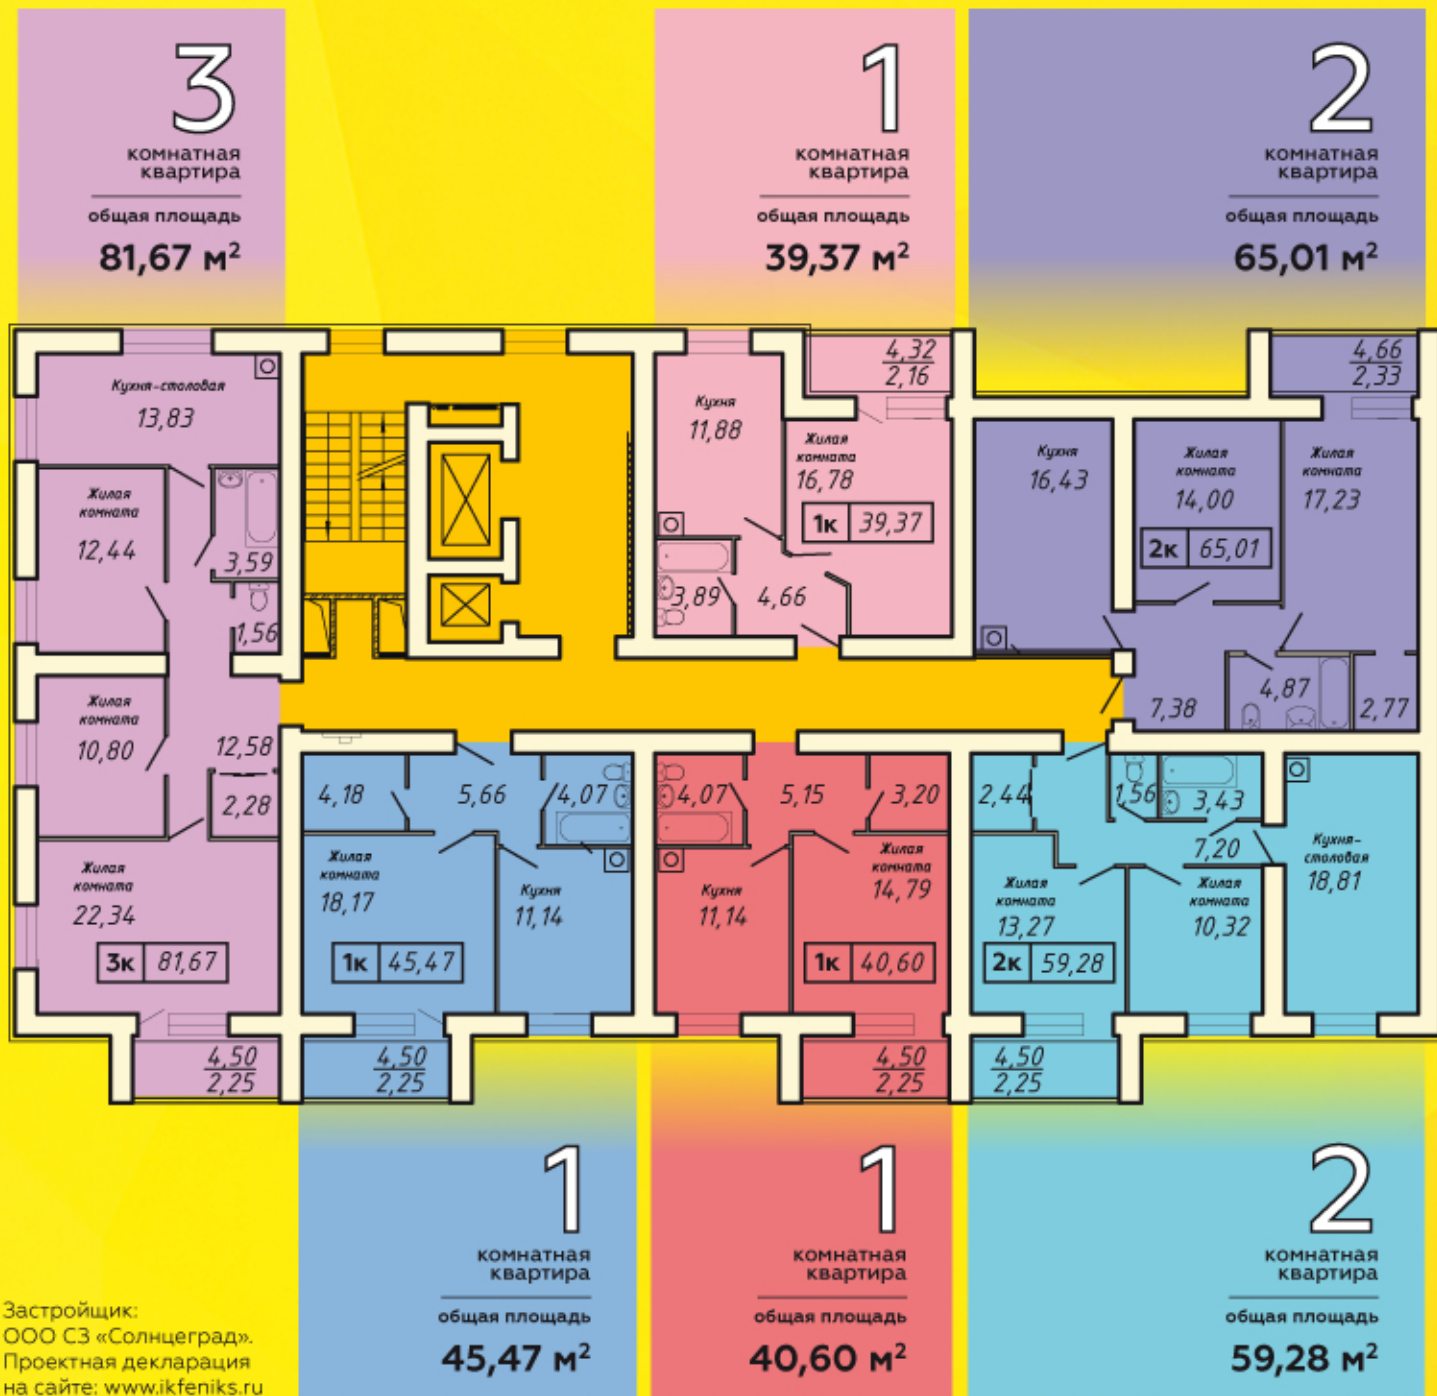 3
комнатная
квартира
общая площадь
81,67 м²
1
комнатная
квартира
общая площадь
39,37 м²
2
комнатная
квартира
общая площадь
65,01 м²
Кухня-столовая
13,83
Жилая
комната
12,44
3,59
1,56
Жилая
комната
10,80
12,58
2,28
Жилая
комната
22,34
3к 81,67
4,50
2,25
Кухня
11,88
4,32
2,16
Жилая
комната
16,78
1к 39,37
3,89
4,66
Кухня
16,43
4,66
2,33
Жилая
комната
14,00
Жилая
комната
17,23
2к 65,01
7,38
4,87
2,77
4,18
5,66
4,07
Жилая
комната
18,17
Кухня
11,14
1к 45,47
4,50
2,25
4,07
5,15
3,20
Кухня
11,14
Жилая
комната
14,79
1к 40,60
4,50
2,25
2,44
1,56
3,43
7,20
Жилая
комната
13,27
Жилая
комната
10,32
Кухня-
столовая
18,81
2к 59,28
4,50
2,25
1
комнатная
квартира
общая площадь
45,47 м²
1
комнатная
квартира
общая площадь
40,60 м²
2
комнатная
квартира
общая площадь
59,28 м²
Застройщик:
ООО СЗ «Солнцеград».
Проектная декларация
на сайте: www.ikfeniks.ru